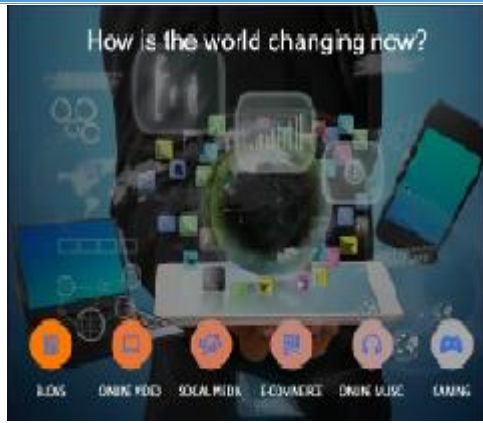 How is the world changing now?
BLOGS ONLINE VIDEO SOCIAL MEDIA E-COMMERCE ONLINE MUSIC GAMING